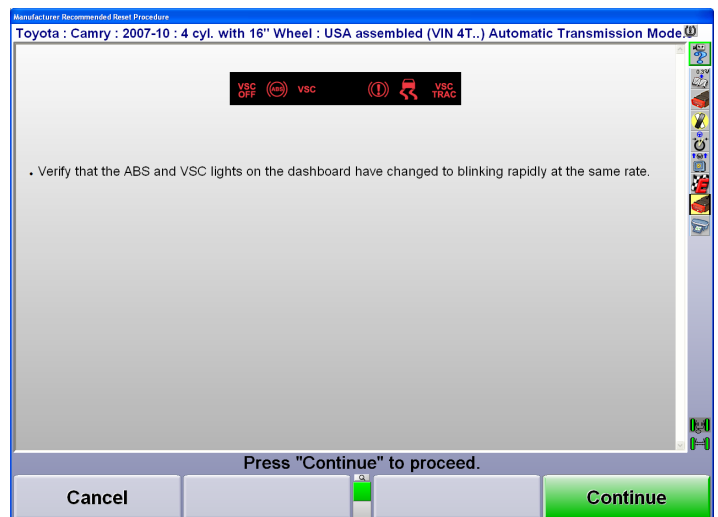 Manufacturer Recommended Reset Procedure
Toyota : Camry : 2007-10 : 4 cyl. with 16" Wheel : USA assembled (VIN 4T..) Automatic Transmission Mode.
VSC OFF ABS VSC VSC TRAC
• Verify that the ABS and VSC lights on the dashboard have changed to blinking rapidly at the same rate.
Press "Continue" to proceed.
Cancel
Continue